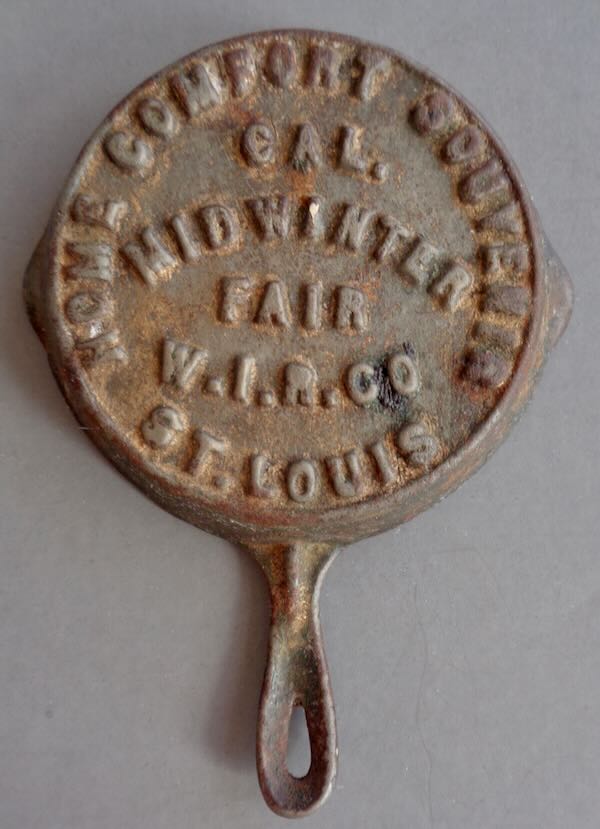 HOME COMFORT SOUVENIR
CAL.
MIDWINTER
FAIR
W.I.R.CO
ST. LOUIS